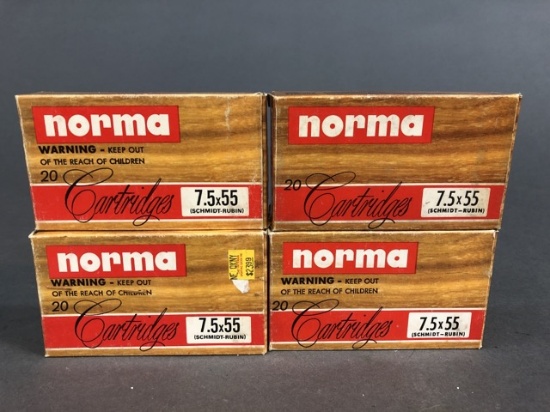 norma
WARNING - KEEP OUT
OF THE REACH OF CHILDREN
20 Cartridges
7.5x55
(SCHMIDT-RUBIN)
norma
20 Cartridges
7.5x55
(SCHMIDT-RUBIN)
norma
WARNING - KEEP OUT
OF THE REACH OF CHILDREN
20 Cartridges
7.5x55
(SCHMIDT-RUBIN)
norma
WARNING - KEEP OUT
OF THE REACH OF CHILDREN
20 Cartridges
7.5x55
(SCHMIDT-RUBIN)